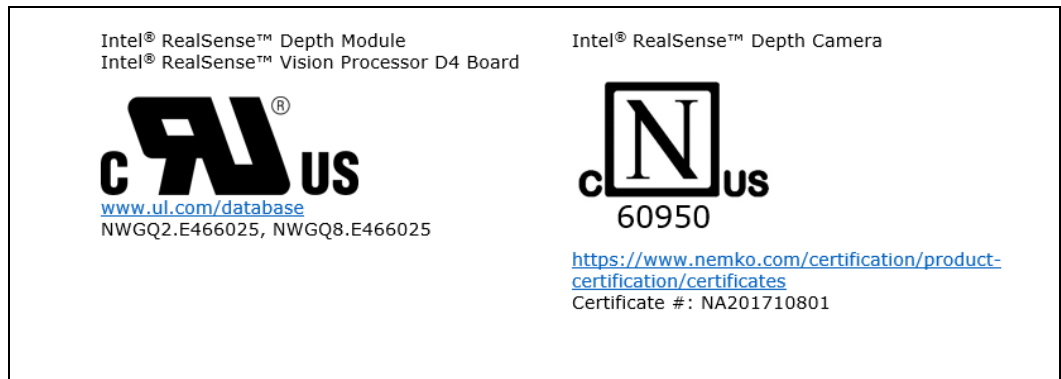 Intel® RealSense™ Depth Module
Intel® RealSense™ Vision Processor D4 Board
c RU ® US
www.ul.com/database
NWGQ2.E466025, NWGQ8.E466025
Intel® RealSense™ Depth Camera
c N US
60950
https://www.nemko.com/certification/product-
certification/certificates
Certificate #: NA201710801